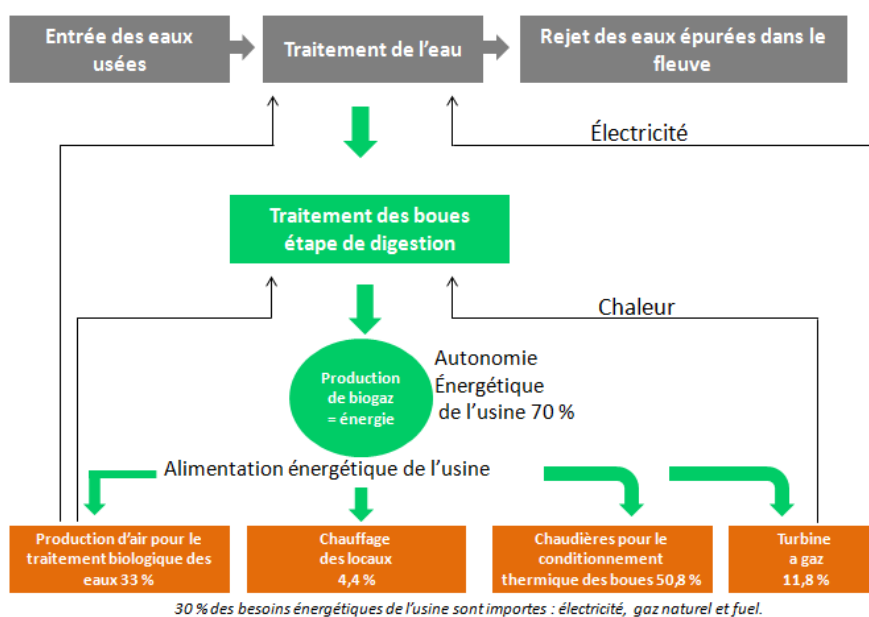 Entrée des eaux
usées
Traitement de l'eau
Rejet des eaux épurées dans le
fleuve
Électricité
Traitement des boues
étape de digestion
Chaleur
Production
de biogaz
= énergie
Autonomie
Énergétique
de l'usine 70 %
Alimentation énergétique de l'usine
Production d'air pour le
traitement biologique des
eaux 33 %
Chauffage
des locaux
4,4 %
Chaudières pour le
conditionnement
thermique des boues 50,8 %
Turbine
a gaz
11,8 %
30 % des besoins énergétiques de l'usine sont importes : électricité, gaz naturel et fuel.